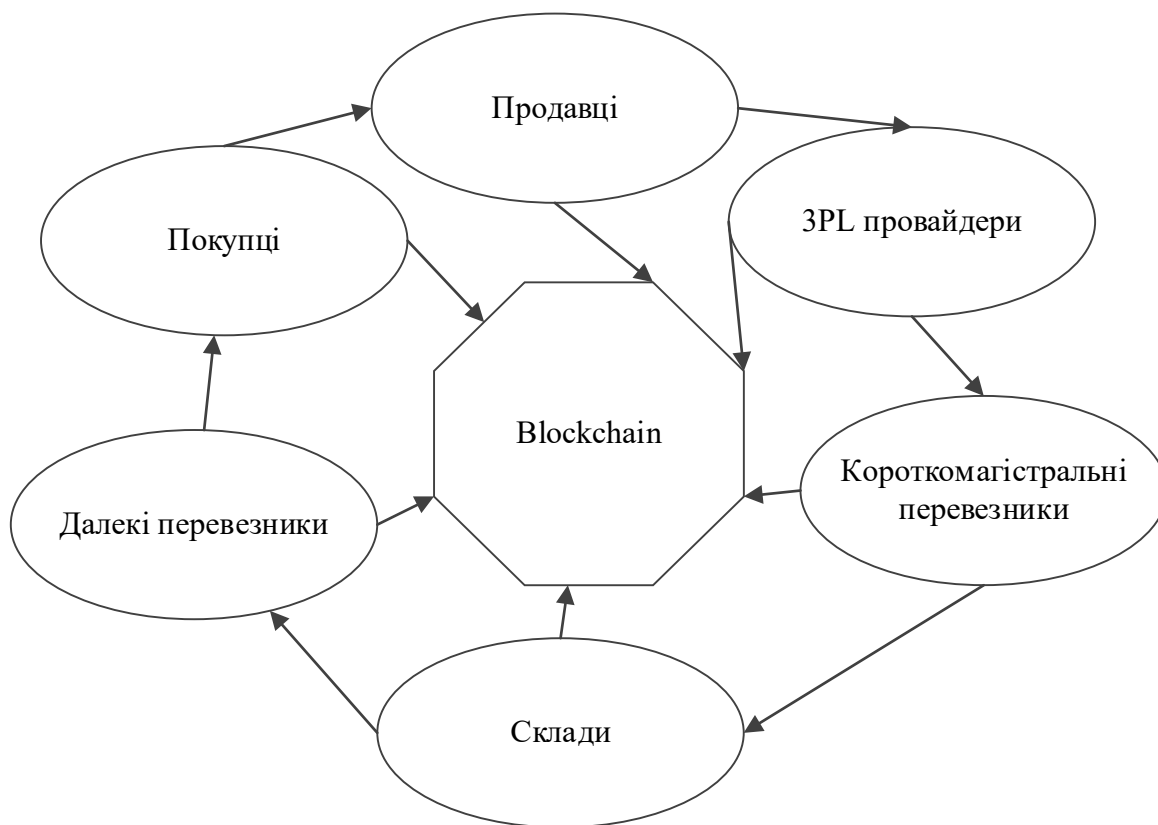 Продавці
3PL провайдери
Покупці
Blockchain
Короткомагістральні
перевезники
Далекі перевезники
Склади